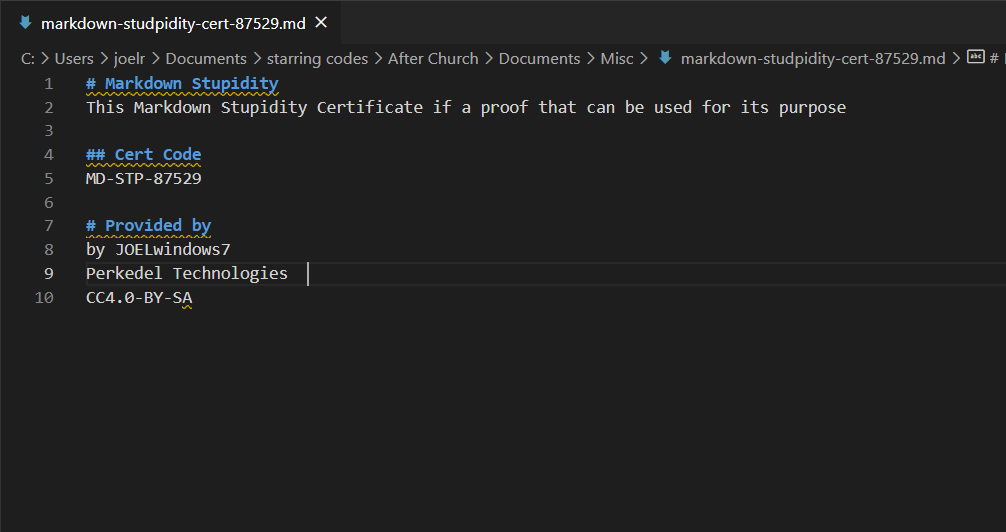 markdown-studpidity-cert-87529.md
C: > Users > joelr > Documents > starring codes > After Church > Documents > Misc > markdown-studpidity-cert-87529.md > abc #
1 # Markdown Stupidity
2 This Markdown Stupidity Certificate if a proof that can be used for its purpose
3
4 ## Cert Code
5 MD-STP-87529
6
7 # Provided by
8 by JOELwindows7
9 Perkedel Technologies
10 CC4.0-BY-SA